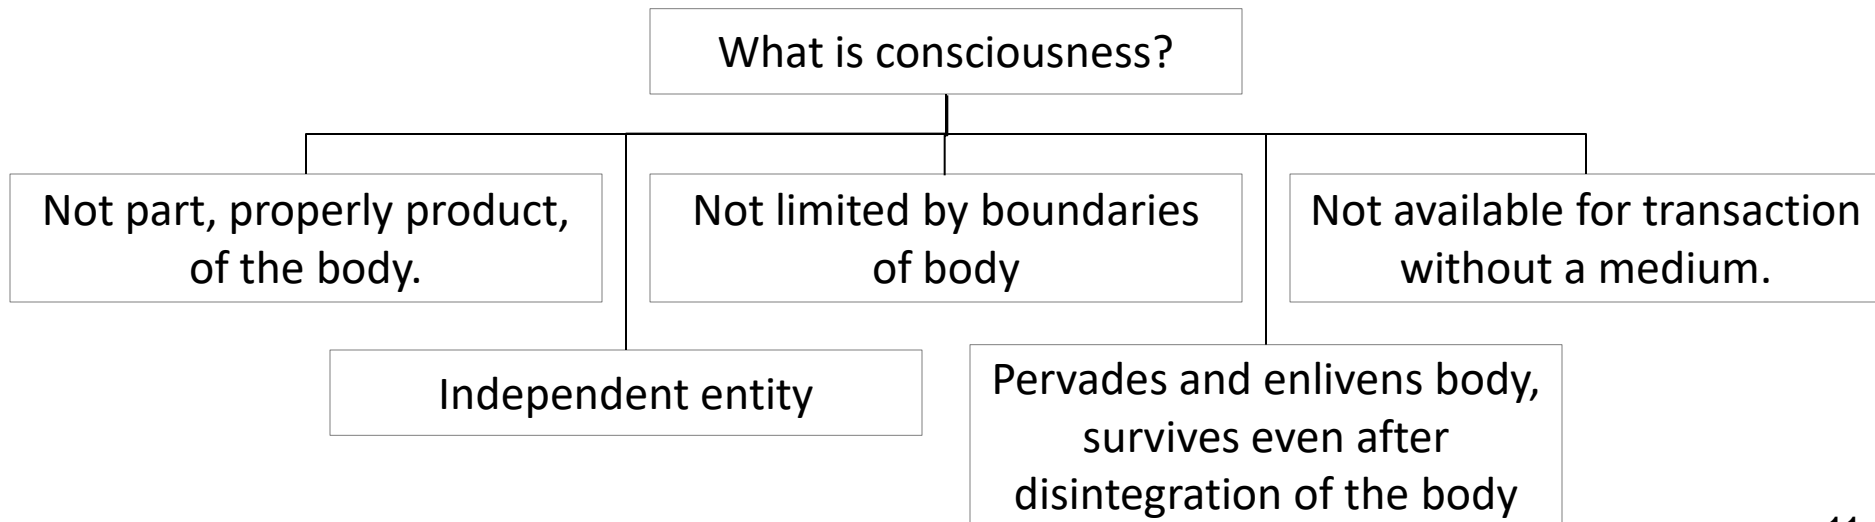 What is consciousness?
Not part, properly product,
of the body.
Not limited by boundaries
of body
Not available for transaction
without a medium.
Independent entity
Pervades and enlivens body,
survives even after
disintegration of the body